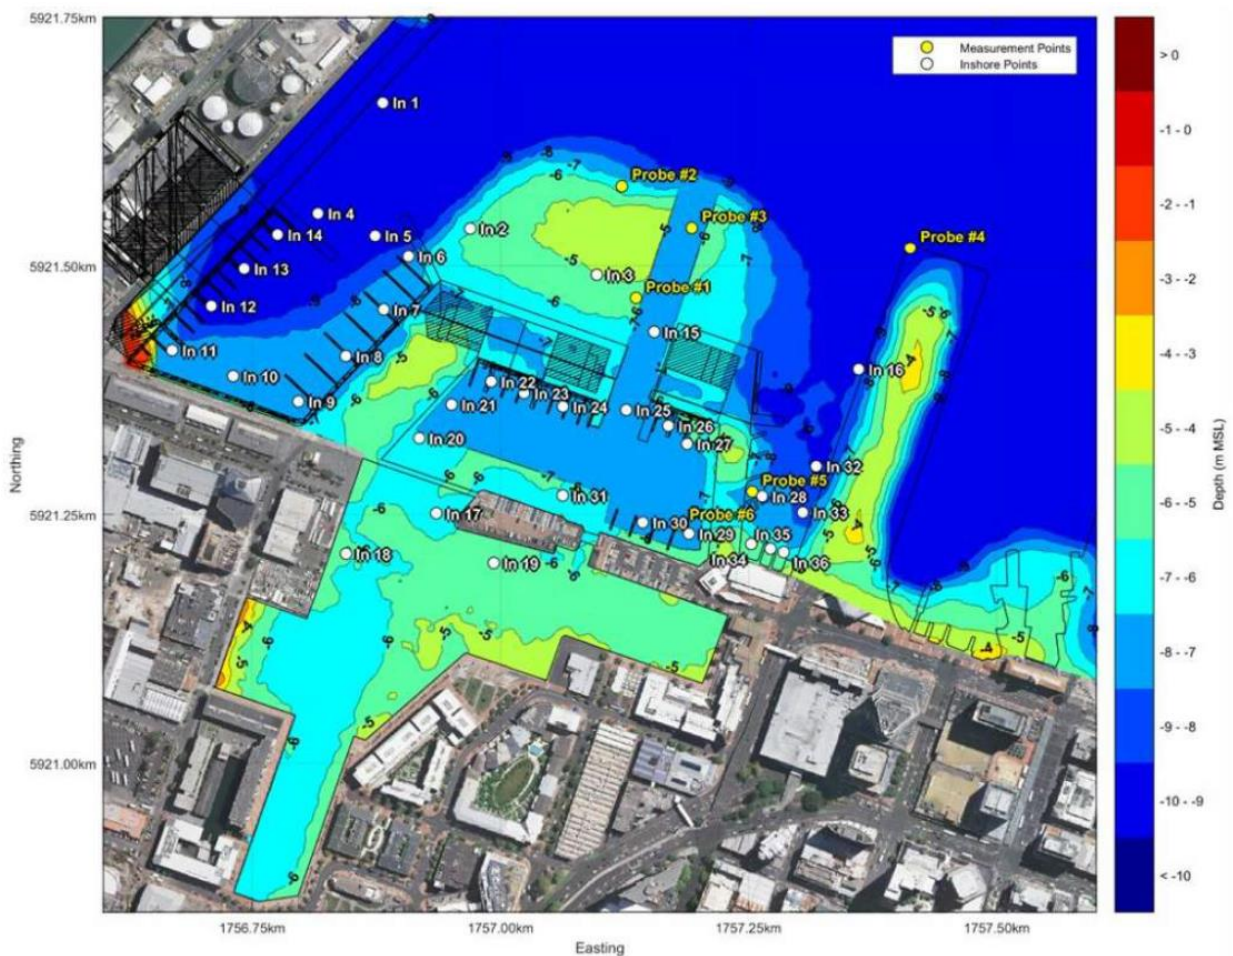 5921.75km
Measurement Points
Inshore Points
> 0
In 1
-1 - 0
Probe #2
-2 - -1
In 4
Probe #3
In 14
In 5
In 2
Probe #4
5921.50km
In 6
In 13
In 3
-3 - -2
Probe #1
In 12
In 7
In 15
-4 - -3
In 11
In 8
In 16
In 10
In 22
In 23
In 9
In 21
In 24
In 25
-5 - -4
In 26
In 20
In 27
Northing
Depth (m MSL)
In 32
Probe #5
In 31
In 28
5921.25km
In 17
Probe #6
In 33
-6 - -5
In 30
In 29
In 35
In 18
In 19
In 34
In 36
-7 - -6
-8 - -7
-9 - -8
5921.00km
-10 - -9
< -10
1756.75km
1757.00km
1757.25km
1757.50km
Easting